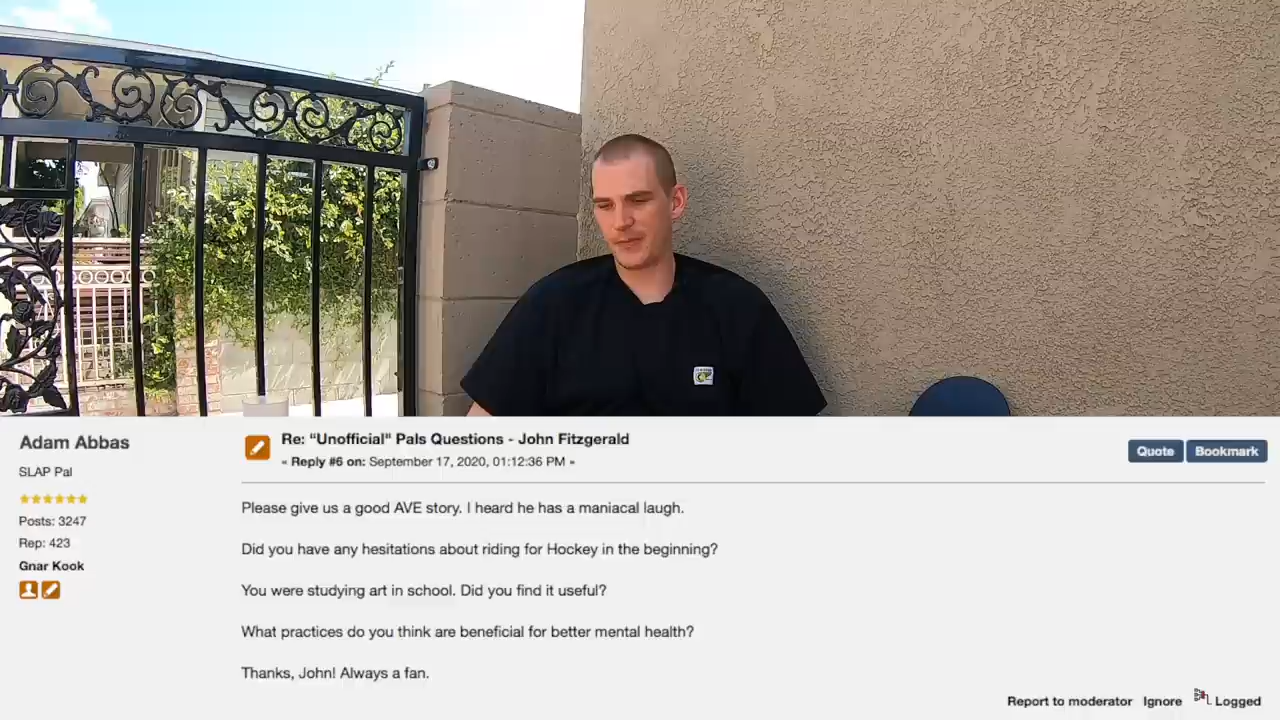 Adam Abbas
SLAP Pal
Posts: 3247
Rep: 423
Gnar Kook
Re: “Unofficial” Pals Questions - John Fitzgerald
« Reply #6 on: September 17, 2020, 01:12:36 PM »
Quote Bookmark
Please give us a good AVE story. I heard he has a maniacal laugh.
Did you have any hesitations about riding for Hockey in the beginning?
You were studying art in school. Did you find it useful?
What practices do you think are beneficial for better mental health?
Thanks, John! Always a fan.
Report to moderator Ignore Logged